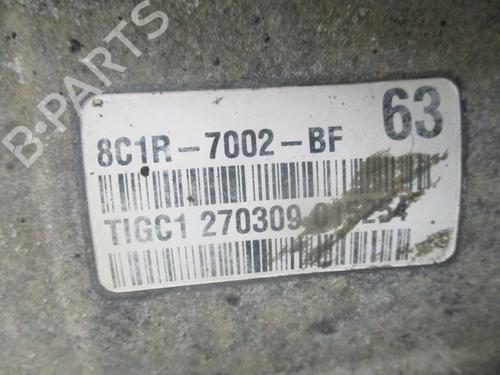 B-PARTS
63
8C1R-7002-BF
TIGC1 270309